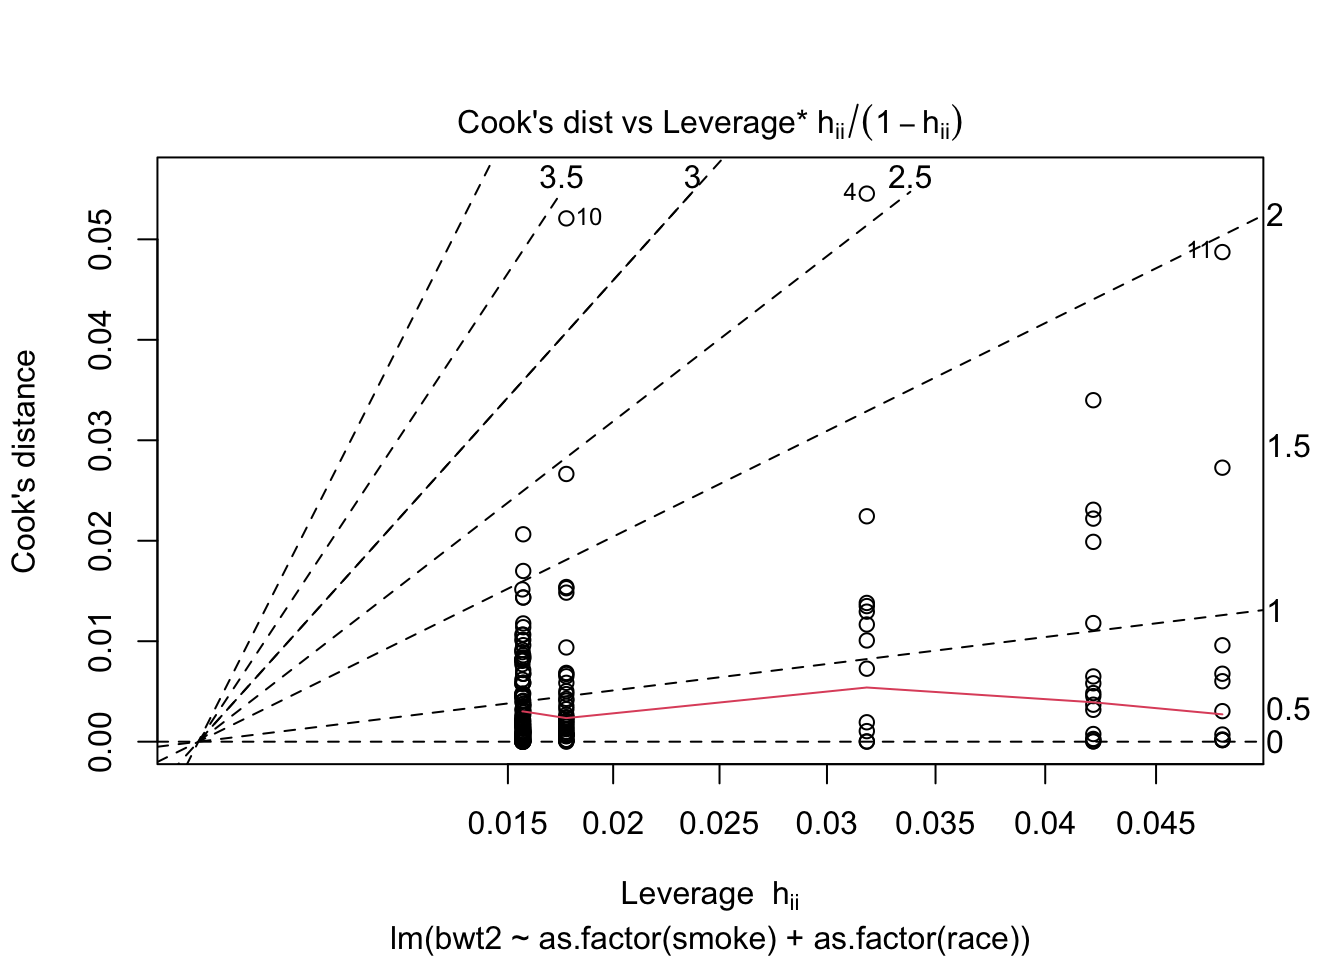 Cook's dist vs Leverage* hᵢᵢ/(1 − hᵢᵢ)
3.5 3 2.5
4
10
2
11
1.5
1
0.5
0
Cook's distance
0.05
0.04
0.03
0.02
0.01
0.00
0.015 0.02 0.025 0.03 0.035 0.04 0.045
Leverage hᵢᵢ
lm(bwt2 ~ as.factor(smoke) + as.factor(race))